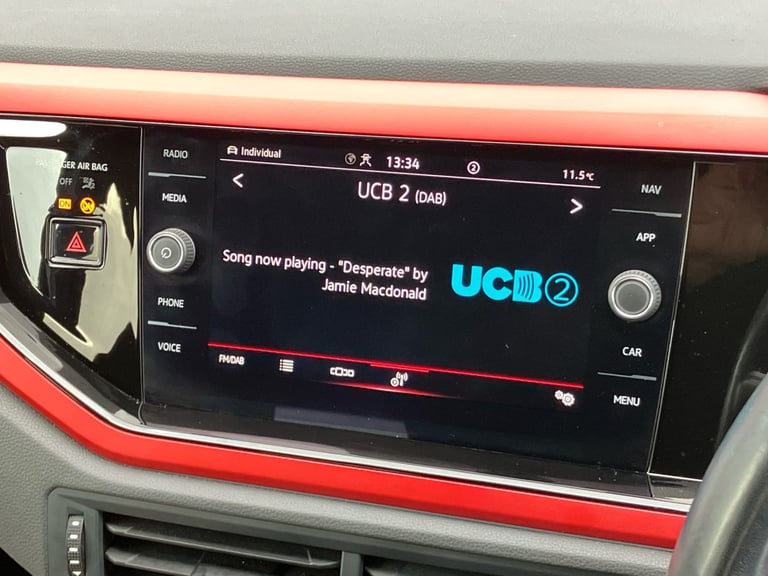 PASSENGER AIR BAG
OFF
ON
RADIO
MEDIA
PHONE
VOICE
Individual
13:34
2
11.5°C
UCB 2 (DAB)
Song now playing - "Desperate" by
Jamie Macdonald
UCB 2
FM/DAB
NAV
APP
CAR
MENU